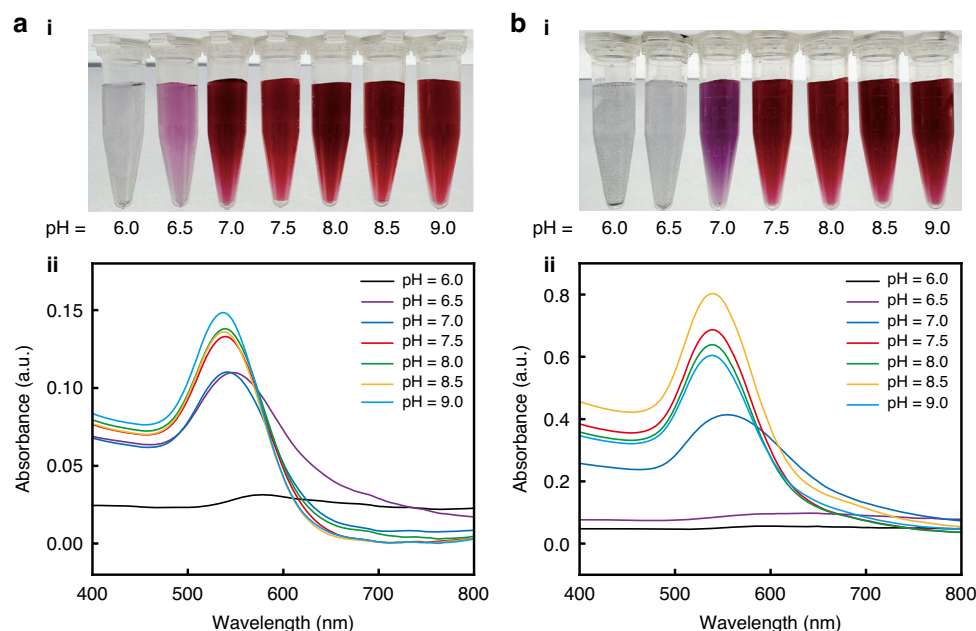 a i
pH = 6.0 6.5 7.0 7.5 8.0 8.5 9.0
ii
pH = 6.0
pH = 6.5
pH = 7.0
pH = 7.5
pH = 8.0
pH = 8.5
pH = 9.0
0.15
0.10
0.05
0.00
Absorbance (a.u.)
400 500 600 700 800
Wavelength (nm)
b i
pH = 6.0 6.5 7.0 7.5 8.0 8.5 9.0
ii
pH = 6.0
pH = 6.5
pH = 7.0
pH = 7.5
pH = 8.0
pH = 8.5
pH = 9.0
0.8
0.6
0.4
0.2
0.0
Absorbance (a.u.)
400 500 600 700 800
Wavelength (nm)